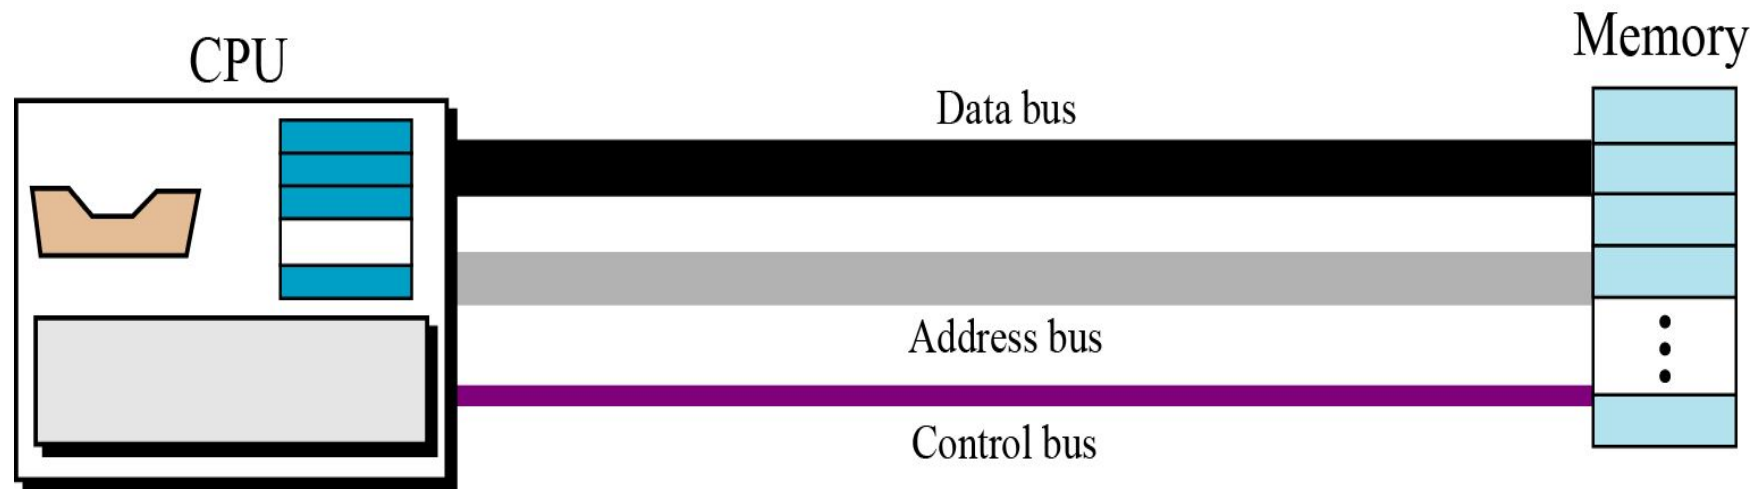 CPU
Memory
Data bus
Address bus
Control bus